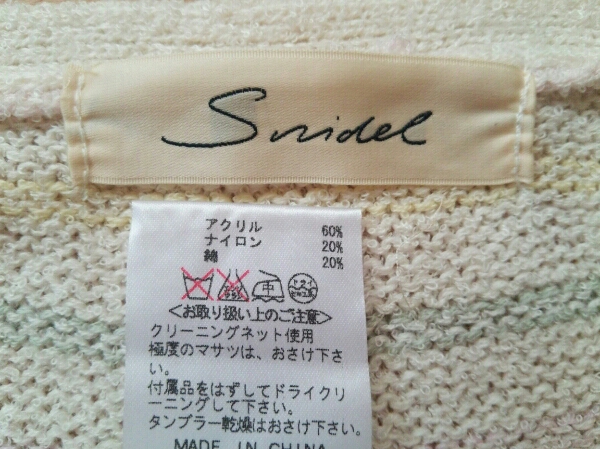 Snidel
アクリル 60%
ナイロン 20%
綿 20%
中
<お取り扱い上のご注意>
クリーニングネット使用
極度のマサツは、おさけ下さ
い。
付属品をはずしてドライクリ
ーニングして下さい。
タンブラー乾燥はおさけ下さい
MADE IN CHINA